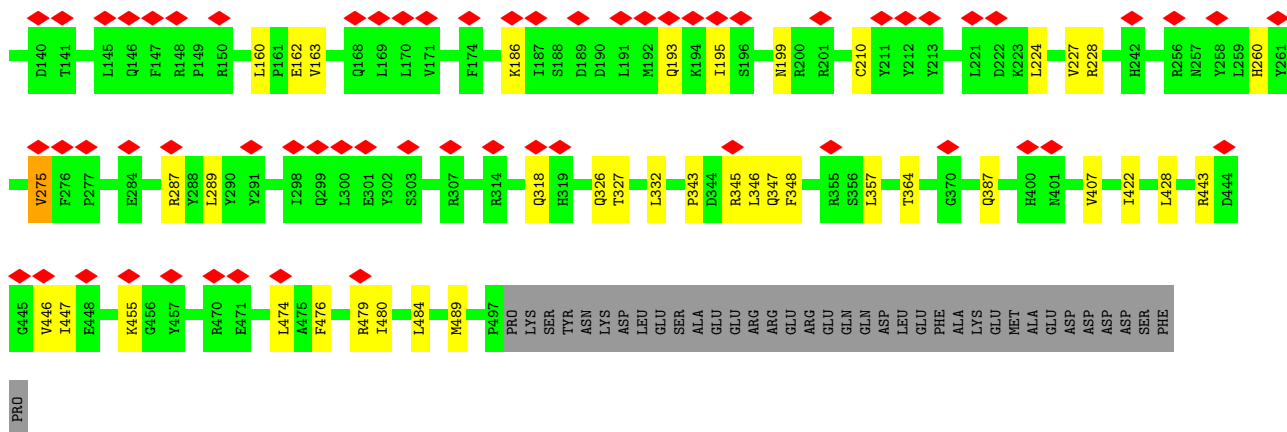 D140 T141 L145 Q146 F147 R148 P149 R150 L160 P161 E162 V163 Q168 L169 L170 V171 F174 K186 I187 S188 D189 D190 L191 M192 Q193 K194 I195 S196 N199 R200 R201 C210 Y211 Y212 Y213 L221 D222 K223 L224 V227 R228 H242 R256 N257 Y258 L259 H260 Y261
V275 F276 P277 E284 R287 Y288 L289 Y290 Y291 I298 Q299 L300 E301 Y302 S303 R307 R314 Q318 H319 Q326 T327 L332 P343 D344 R345 L346 Q347 F348 R355 S356 L357 T364 G370 Q387 H400 N401 V407 I422 L428 R443 D444
G445 V446 I447 E448 K455 G456 Y457 R470 E471 L474 A475 F476 R479 I480 L484 M489 P497 PRO LYS SER TYR ASN LYS ASP LEU GLU SER ALA GLU GLU ARG ARG GLU ARG GLU GLN GLN ASP LEU GLU PHE ALA LYS GLU MET ALA GLU ASP ASP ASP ASP SER PHE
PRO